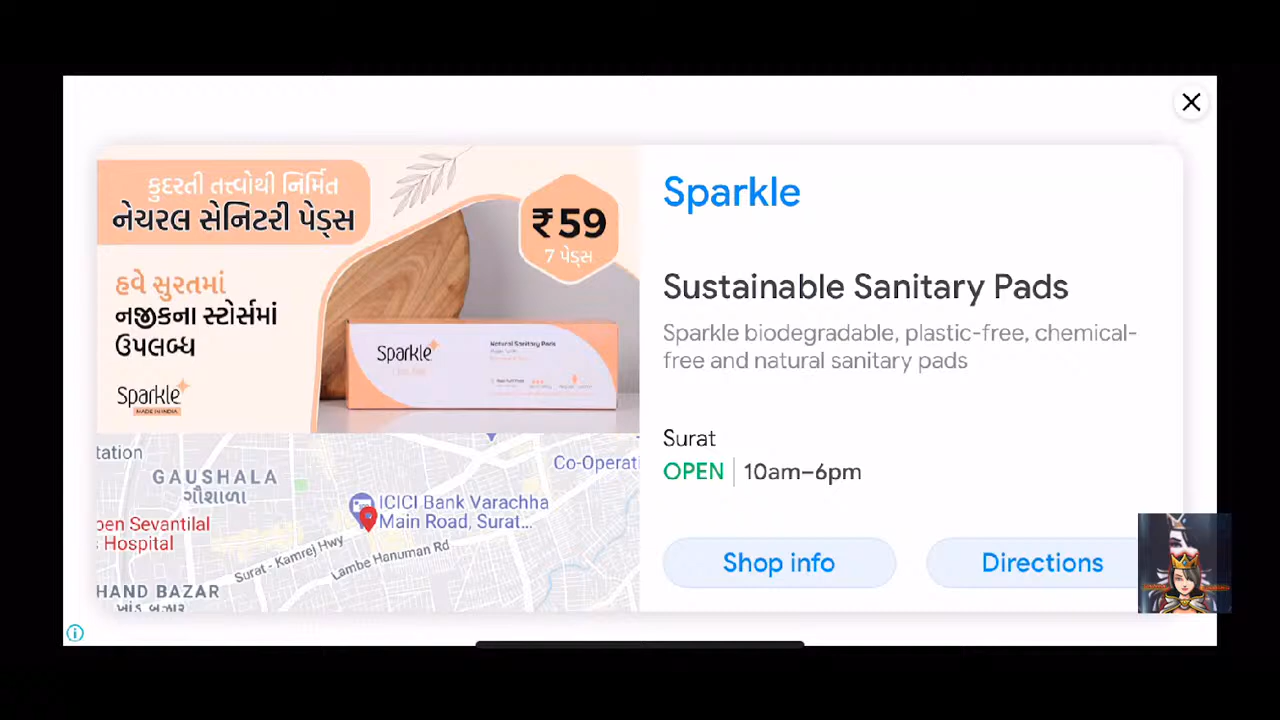 કુદરતી તત્વોથી નિર્મિત
નેચરલ સેનિટરી પેડ્સ
₹59
7 પેડ્સ
હવે સુરતમાં
નજીકના સ્ટોર્સમાં
ઉપલબ્ધ
Sparkle
MADE IN INDIA
Sparkle
Natural Sanitary Pads
Sparkle
Sustainable Sanitary Pads
Sparkle biodegradable, plastic-free, chemical-
free and natural sanitary pads
Surat
OPEN | 10am–6pm
Shop info
Directions
tation
GAUSHALA
ગૌશાળા
Co-Operati
ICICI Bank Varachha
Main Road, Surat...
pen Sevantilal
Hospital
Surat - Kamrej Hwy
Lambe Hanuman Rd
HAND BAZAR
ખાંડ બજાર